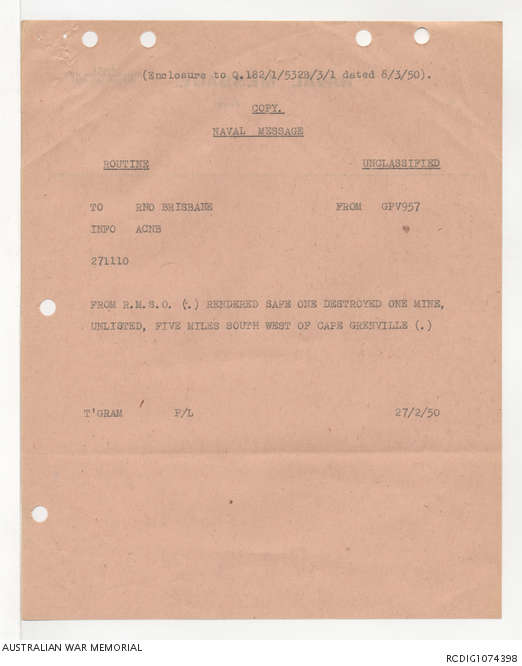 (Enclosure to Q.182/1/532B/3/1 dated 8/3/50).
COPY.
NAVAL MESSAGE
ROUTINE UNCLASSIFIED
TO RNO BRISBANE FROM GPV957
INFO ACNB
271110
FROM R.M.S.O. (.) RENDERED SAFE ONE DESTROYED ONE MINE,
UNLISTED, FIVE MILES SOUTH WEST OF CAPE GRENVILLE (.)
T'GRAM P/L 27/2/50
AUSTRALIAN WAR MEMORIAL RCDIG1074398